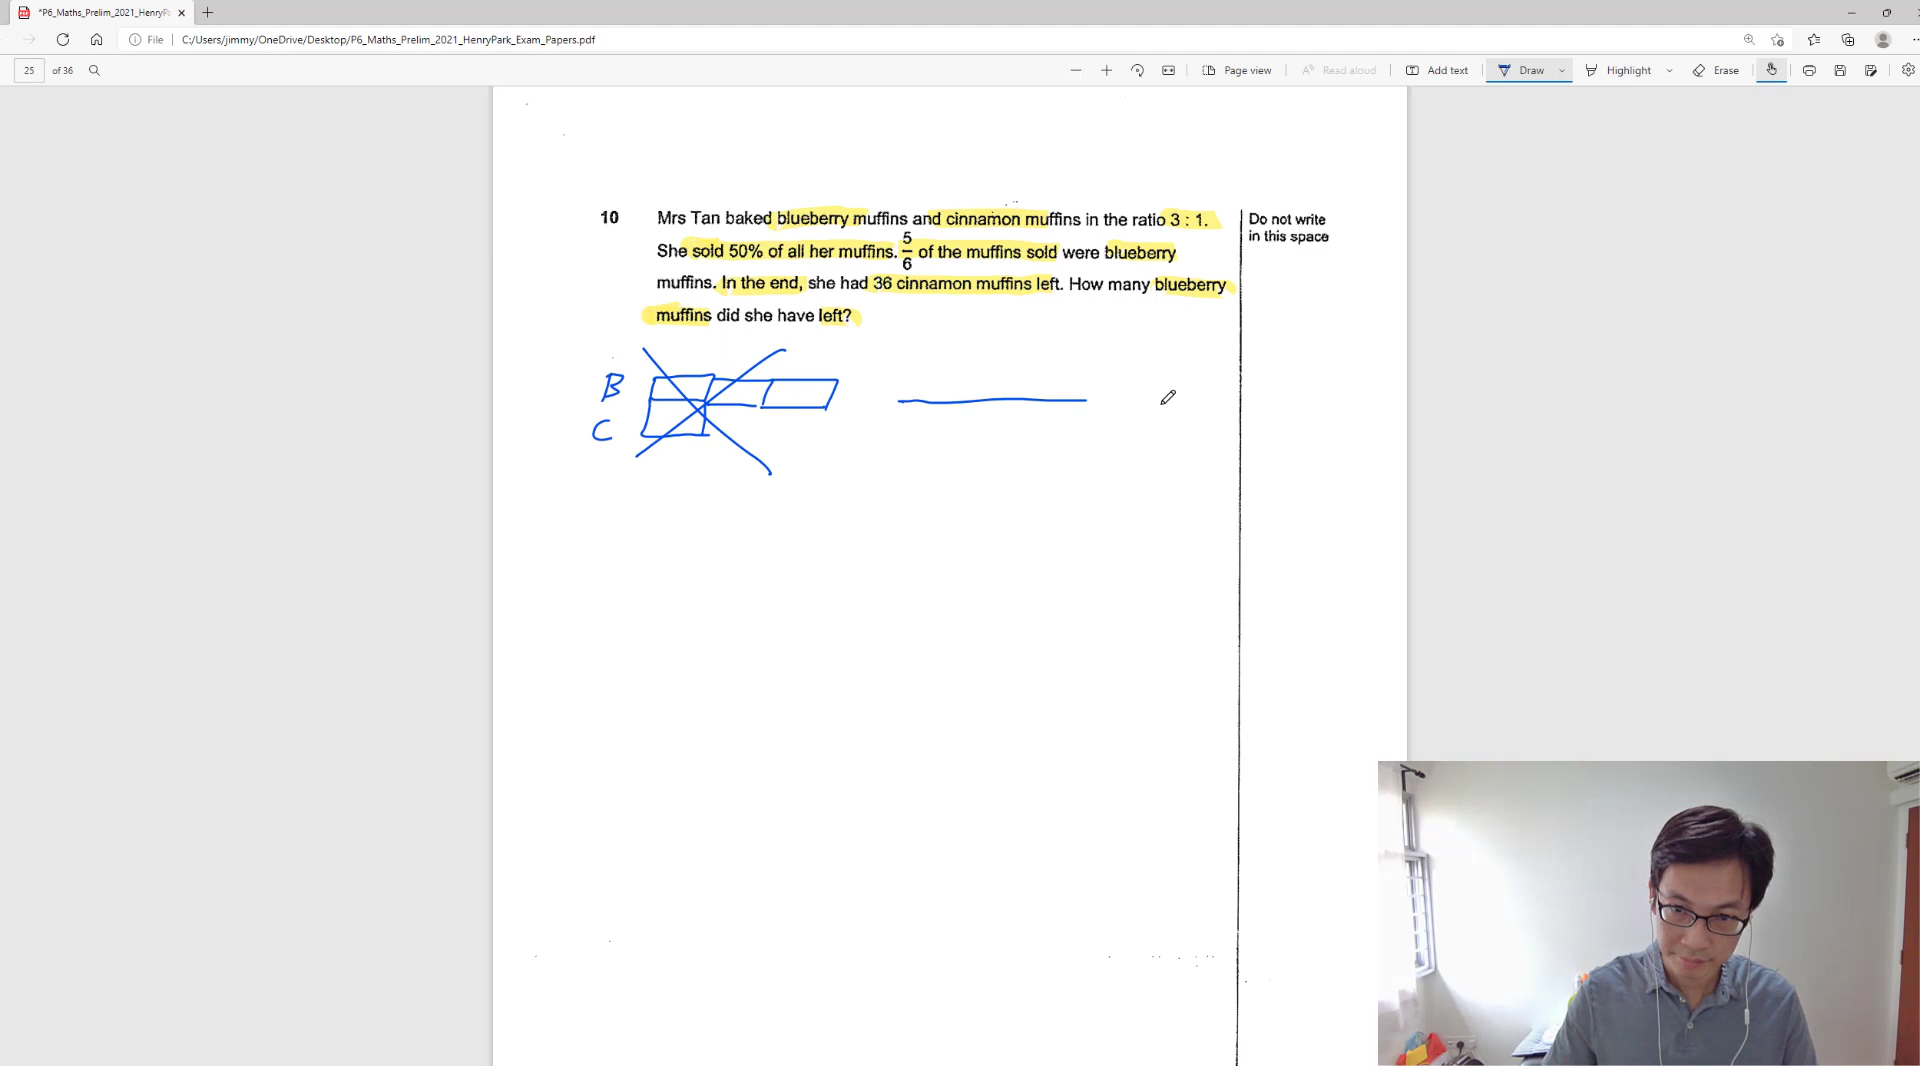 *P6_Maths_Prelim_2021_HenryP
File C:/Users/jimmy/OneDrive/Desktop/P6_Maths_Prelim_2021_HenryPark_Exam_Papers.pdf
25 of 36
Page view
Read aloud
Add text
Draw
Highlight
Erase
10 Mrs Tan baked blueberry muffins and cinnamon muffins in the ratio 3 : 1.
She sold 50% of all her muffins. 5/6 of the muffins sold were blueberry
muffins. In the end, she had 36 cinnamon muffins left. How many blueberry
muffins did she have left?
Do not write
in this space
B
C